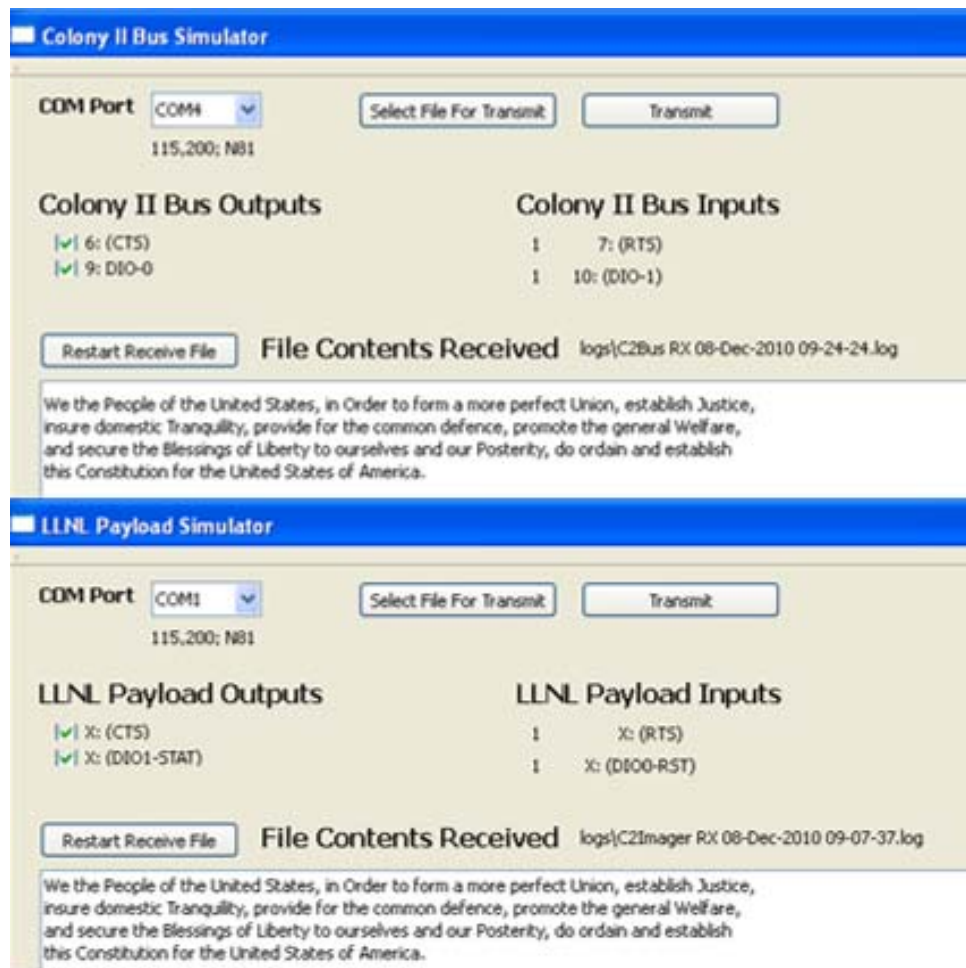 Colony II Bus Simulator
COM Port COM4 Select File For Transmit Transmit
115,200; N81
Colony II Bus Outputs Colony II Bus Inputs
6: (CTS) 1 7: (RTS)
9: DIO-0 1 10: (DIO-1)
Restart Receive File File Contents Received logs\C2Bus RX 08-Dec-2010 09-24-24.log
We the People of the United States, in Order to form a more perfect Union, establish Justice,
insure domestic Tranquility, provide for the common defence, promote the general Welfare,
and secure the Blessings of Liberty to ourselves and our Posterity, do ordain and establish
this Constitution for the United States of America.
LLNL Payload Simulator
COM Port COM1 Select File For Transmit Transmit
115,200; N81
LLNL Payload Outputs LLNL Payload Inputs
X: (CTS) 1 X: (RTS)
X: (DIO1-STAT) 1 X: (DIO0-RST)
Restart Receive File File Contents Received logs\C2Imager RX 08-Dec-2010 09-07-37.log
We the People of the United States, in Order to form a more perfect Union, establish Justice,
insure domestic Tranquility, provide for the common defence, promote the general Welfare,
and secure the Blessings of Liberty to ourselves and our Posterity, do ordain and establish
this Constitution for the United States of America.